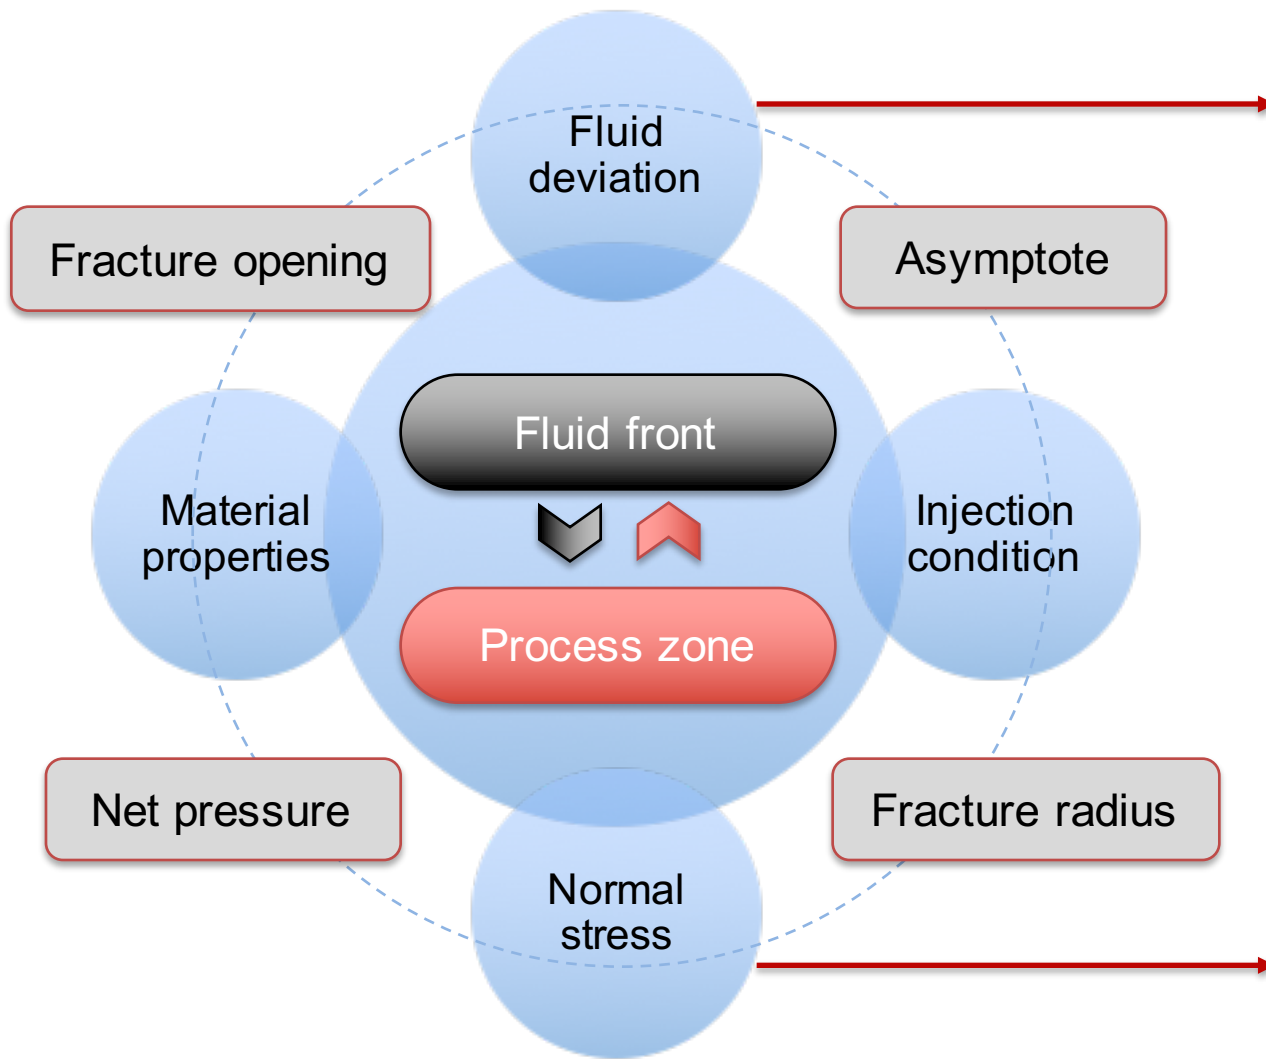 Fluid
deviation
Fracture opening
Asymptote
Fluid front
Material
properties
Injection
condition
Process zone
Net pressure
Fracture radius
Normal
stress